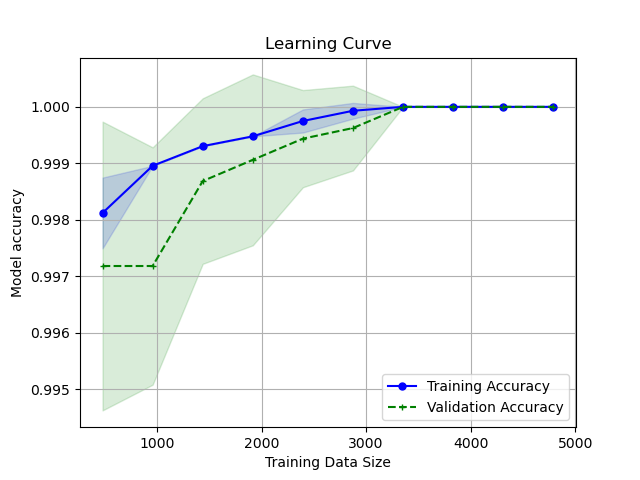 Learning Curve
1.000
0.999
0.998
0.997
0.996
0.995
Model accuracy
Training Accuracy
Validation Accuracy
1000 2000 3000 4000 5000
Training Data Size